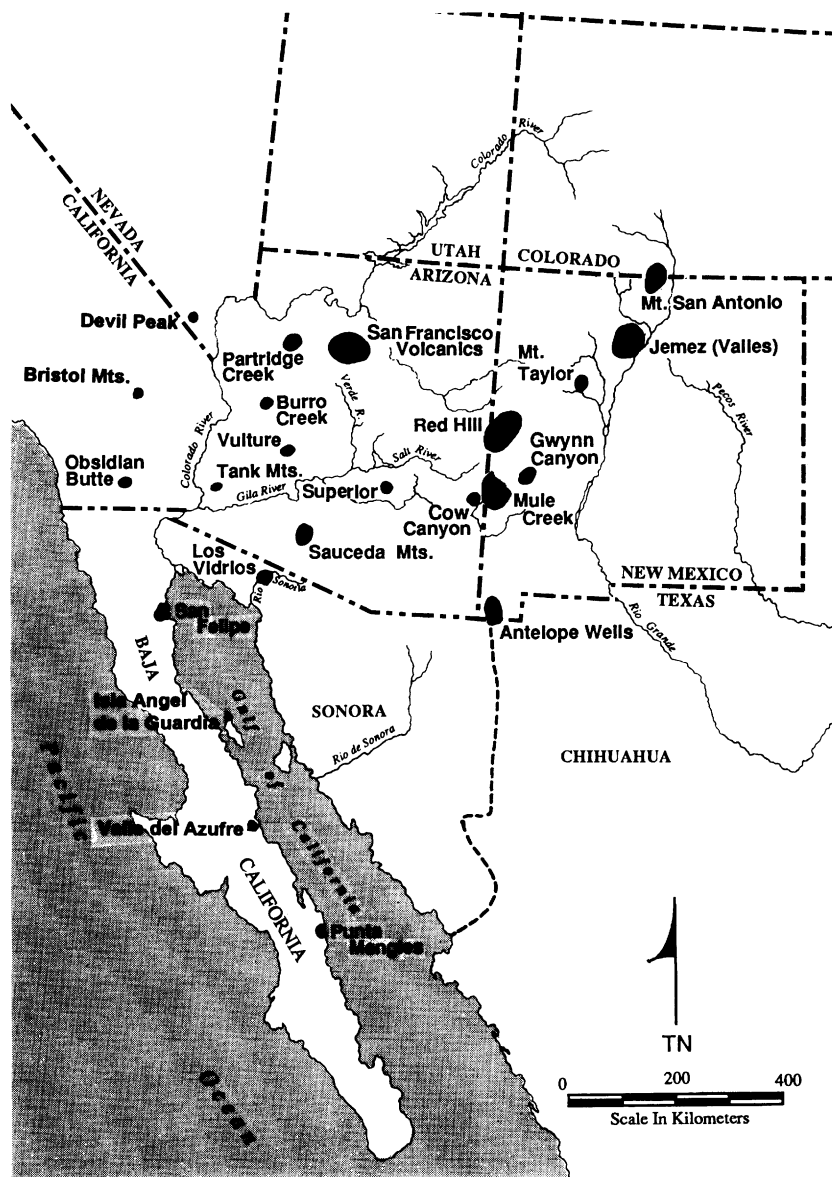 Colorado River
NEVADA
CALIFORNIA
UTAH
COLORADO
ARIZONA
Mt. San Antonio
Devil Peak
San Francisco
Volcanics
Partridge
Creek
Mt.
Taylor
Jemez (Valles)
Bristol Mts.
Burro
Creek
Verde R.
Pecos River
Red Hill
Gwynn
Canyon
Colorado River
Vulture
Salt River
Obsidian
Butte
Tank Mts.
Gila River
Superior
Cow
Canyon
Mule
Creek
Los
Vidrios
Sauceda Mts.
Rio Sonoria
NEW MEXICO
TEXAS
San
Felipe
Antelope Wells
Rio Grande
BAJA
Isla Angel
de la Guardia
Gulf of California
SONORA
Rio de Sonora
CHIHUAHUA
Pacific
Valle del Azufre
CALIFORNIA
Punta
Mangles
Ocean
TN
0 200 400
Scale In Kilometers